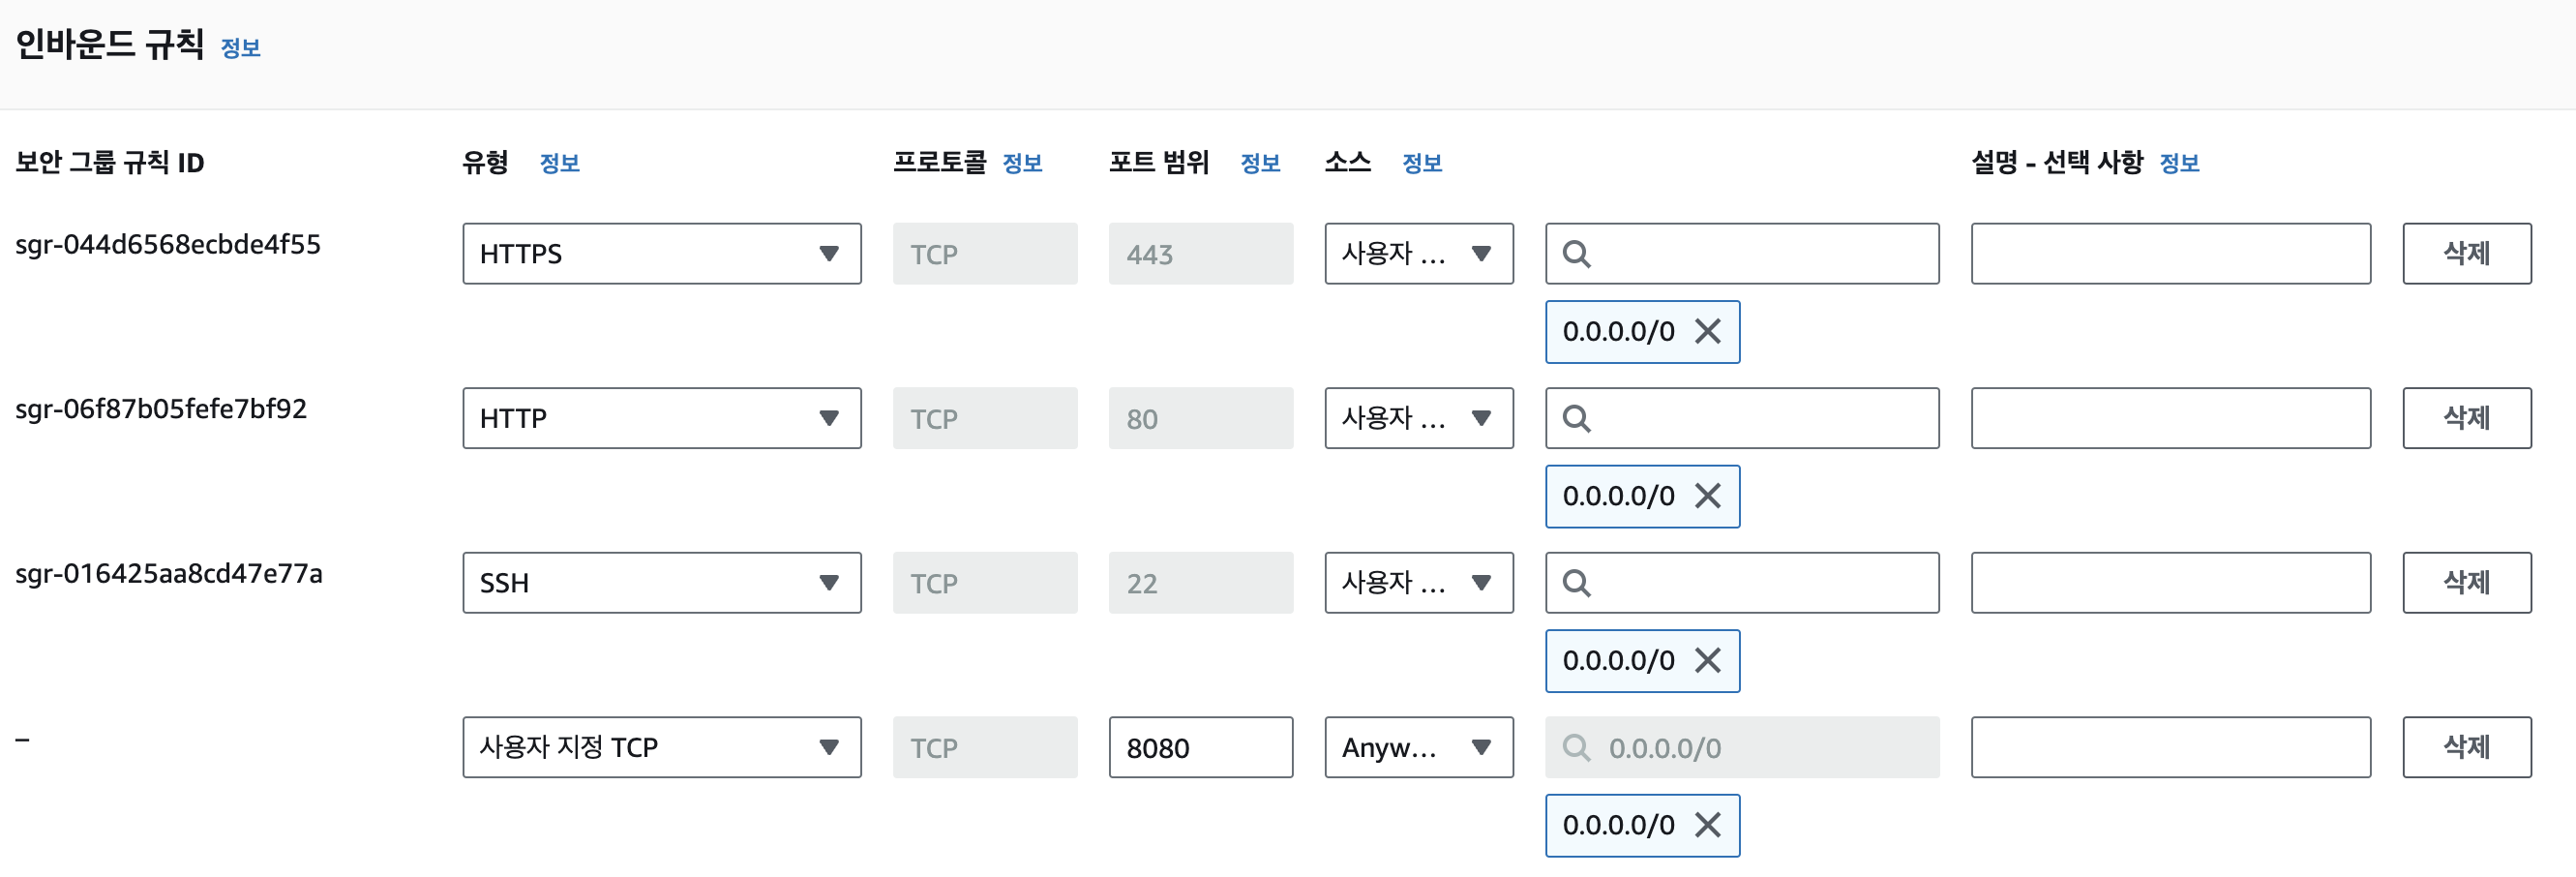 인바운드 규칙 정보
보안 그룹 규칙 ID 유형 정보 프로토콜 정보 포트 범위 정보 소스 정보 설명 - 선택 사항 정보
sgr-044d6568ecbde4f55 HTTPS TCP 443 사용자 ... 삭제
0.0.0.0/0
sgr-06f87b05fefe7bf92 HTTP TCP 80 사용자 ... 삭제
0.0.0.0/0
sgr-016425aa8cd47e77a SSH TCP 22 사용자 ... 삭제
0.0.0.0/0
– 사용자 지정 TCP TCP 8080 Anyw... 0.0.0.0/0 삭제
0.0.0.0/0